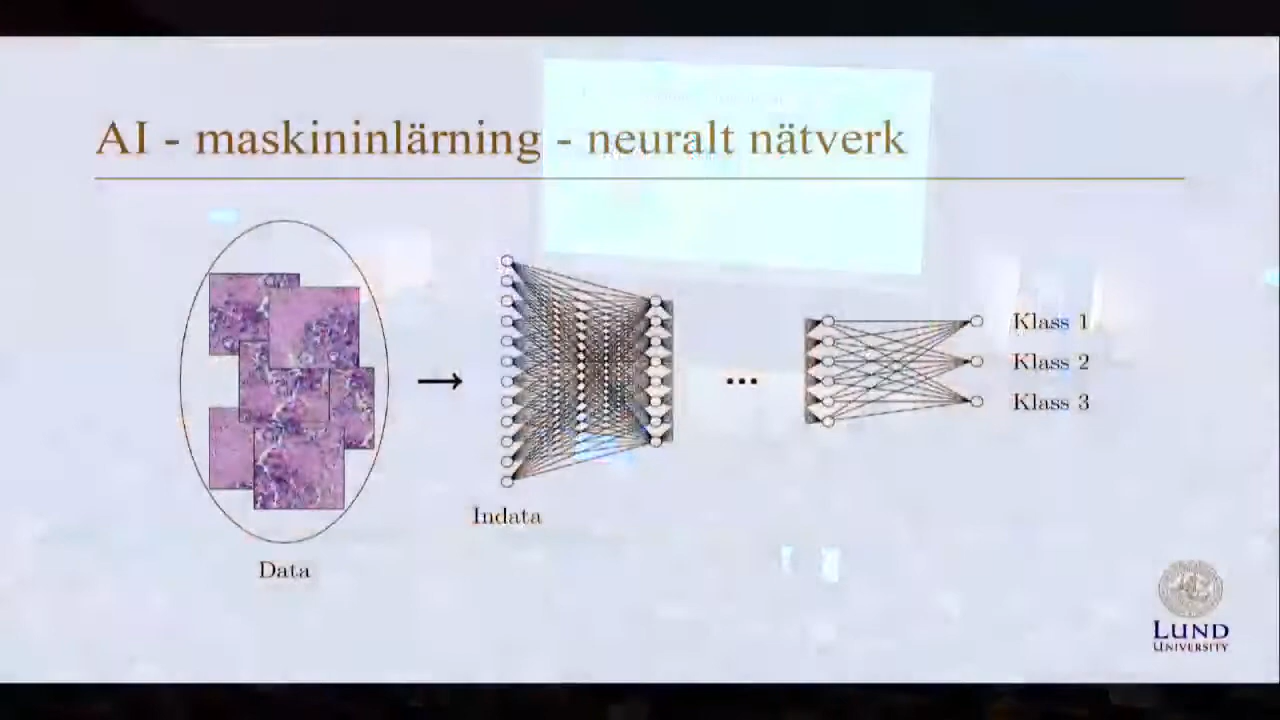 AI - maskininlärning - neuralt nätverk
Klass 1
Klass 2
Klass 3
...
Indata
Data
LUND
UNIVERSITY